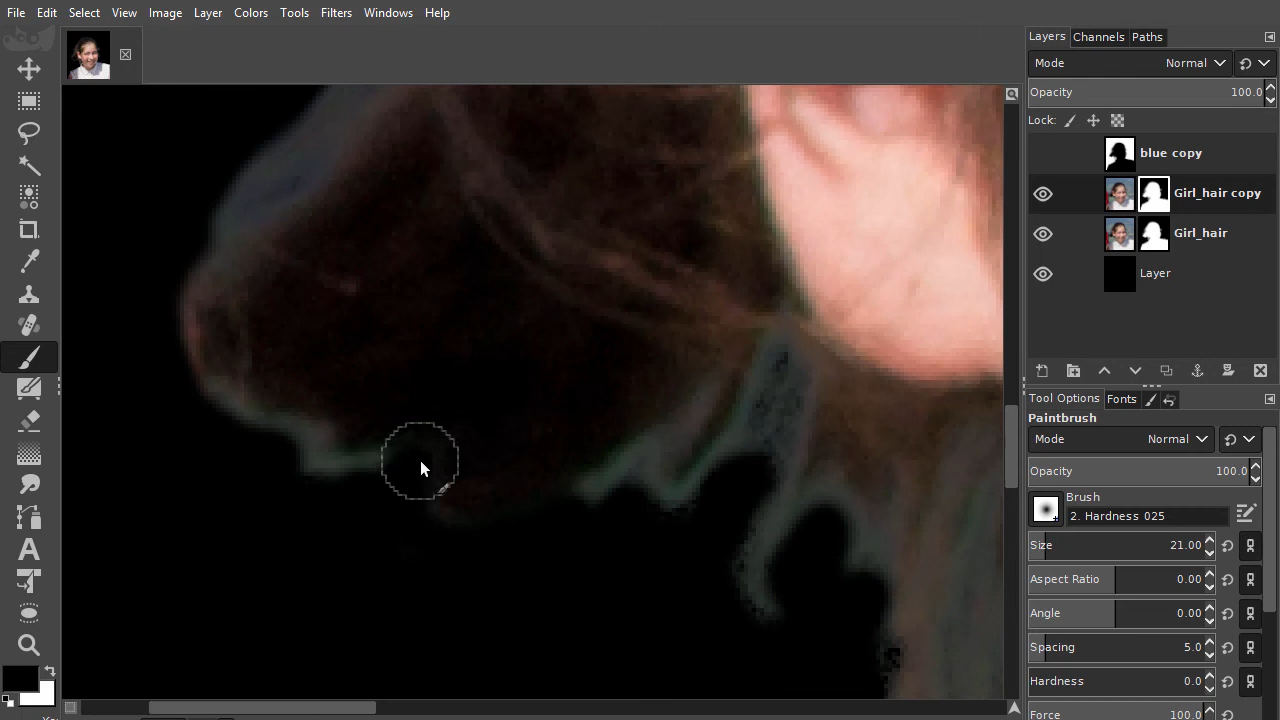 File Edit Select View Image Layer Colors Tools Filters Windows Help
Layers Channels Paths
Mode Normal
Opacity 100.0
Lock:
blue copy
Girl_hair copy
Girl_hair
Layer
Tool Options Fonts
Paintbrush
Mode Normal
Opacity 100.0
Brush
2. Hardness 025
Size 21.00
Aspect Ratio 0.00
Angle 0.00
Spacing 5.0
Hardness 0.0
Force 100.0